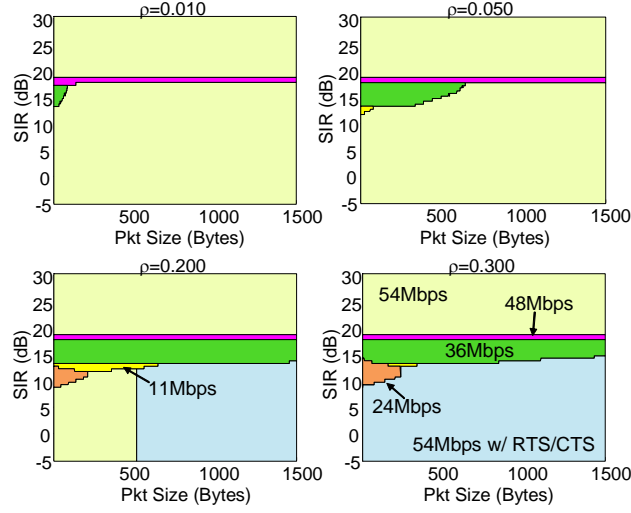 ρ=0.010
30
25
20
15
10
5
0
-5
SIR (dB)
500 1000 1500
Pkt Size (Bytes)
ρ=0.050
30
25
20
15
10
5
0
-5
SIR (dB)
500 1000 1500
Pkt Size (Bytes)
ρ=0.200
30
25
20
15
10
5
0
-5
SIR (dB)
11Mbps
500 1000 1500
Pkt Size (Bytes)
ρ=0.300
30
25
20
15
10
5
0
-5
SIR (dB)
54Mbps
48Mbps
36Mbps
24Mbps
54Mbps w/ RTS/CTS
500 1000 1500
Pkt Size (Bytes)